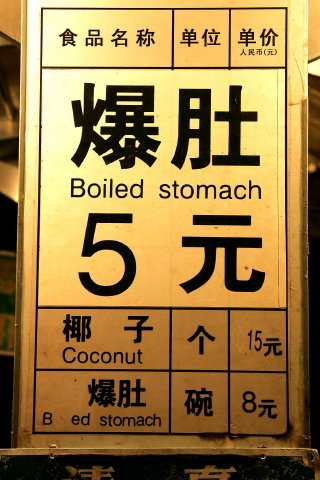 食品名称 单位 单价
人民币(元)
爆肚
Boiled stomach
5 元
椰 子 个 15元
Coconut
爆肚 碗 8元
B ed stomach